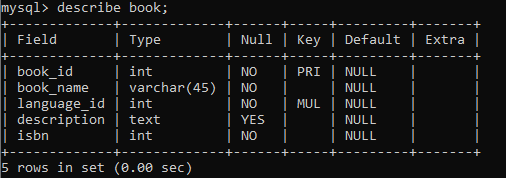 mysql> describe book;
+-------------+-------------+------+-----+---------+-------+
| Field       | Type        | Null | Key | Default | Extra |
+-------------+-------------+------+-----+---------+-------+
| book_id     | int         | NO   | PRI | NULL    |       |
| book_name   | varchar(45) | NO   |     | NULL    |       |
| language_id | int         | NO   | MUL | NULL    |       |
| description | text        | YES  |     | NULL    |       |
| isbn        | int         | NO   |     | NULL    |       |
+-------------+-------------+------+-----+---------+-------+
5 rows in set (0.00 sec)